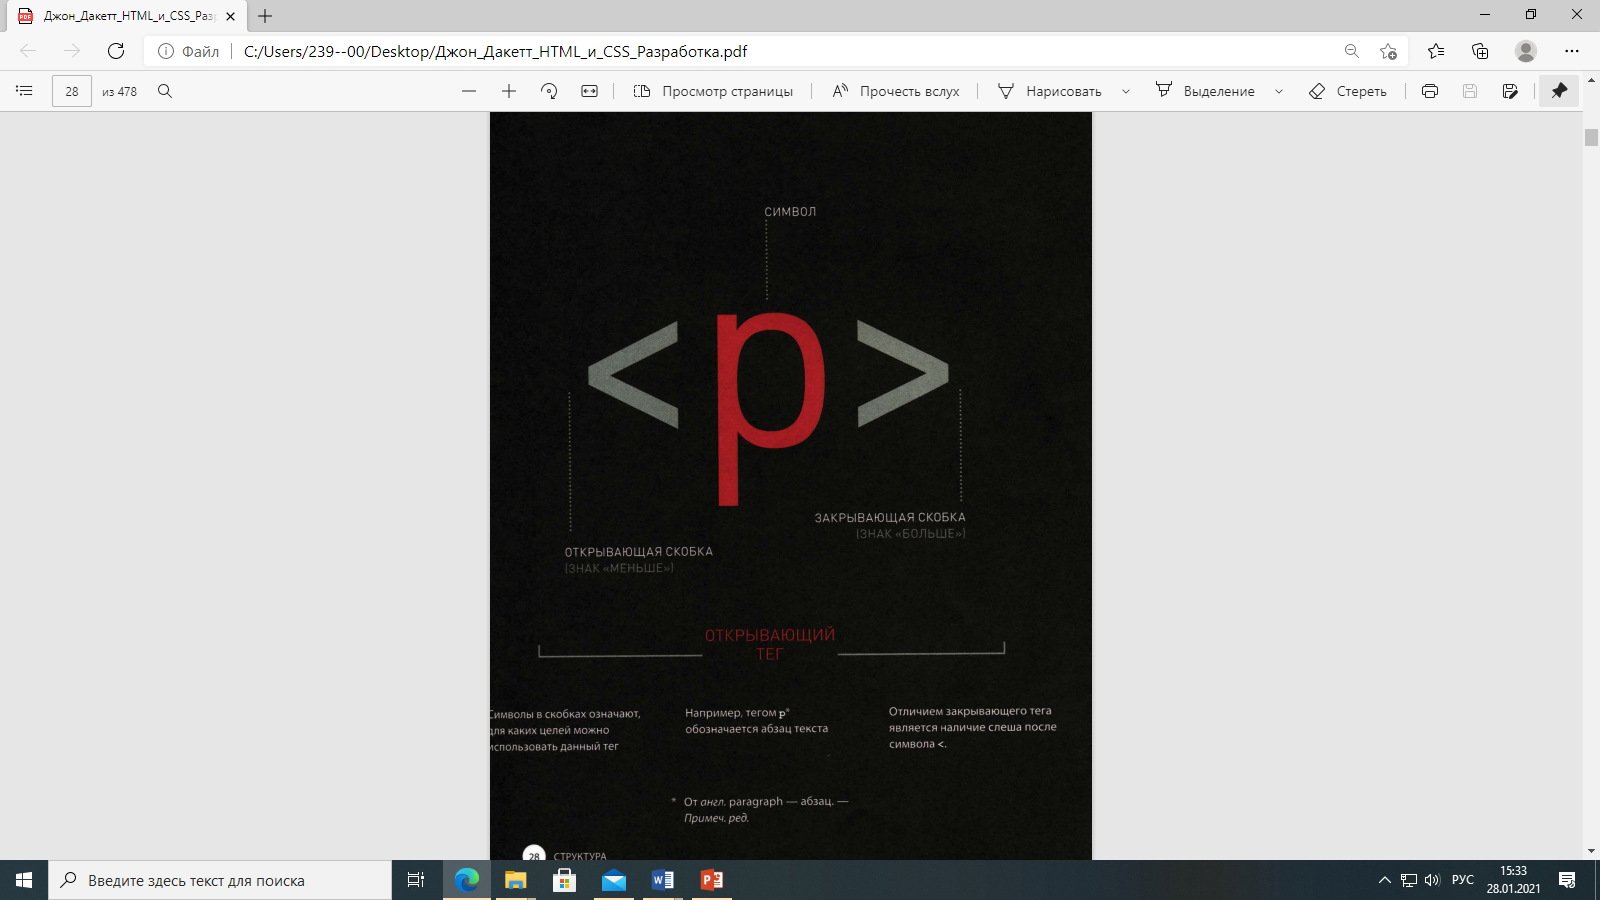 Джон_Дакетт_HTML_и_CSS_Разр
Файл
C:/Users/239--00/Desktop/Джон_Дакетт_HTML_и_CSS_Разработка.pdf
28 из 478
Просмотр страницы
Прочесть вслух
Нарисовать
Выделение
Стереть
СИМВОЛ
<p>
ЗАКРЫВАЮЩАЯ СКОБКА
(ЗНАК «БОЛЬШЕ»)
ОТКРЫВАЮЩАЯ СКОБКА
(ЗНАК «МЕНЬШЕ»)
ОТКРЫВАЮЩИЙ
ТЕГ
Символы в скобках означают,
для каких целей можно
использовать данный тег
Например, тегом p*
обозначается абзац текста
Отличием закрывающего тега
является наличие слеша после
символа <.
* От англ. paragraph — абзац. —
Примеч. ред.
28 СТРУКТУРА
Введите здесь текст для поиска
РУС
15:33
28.01.2021